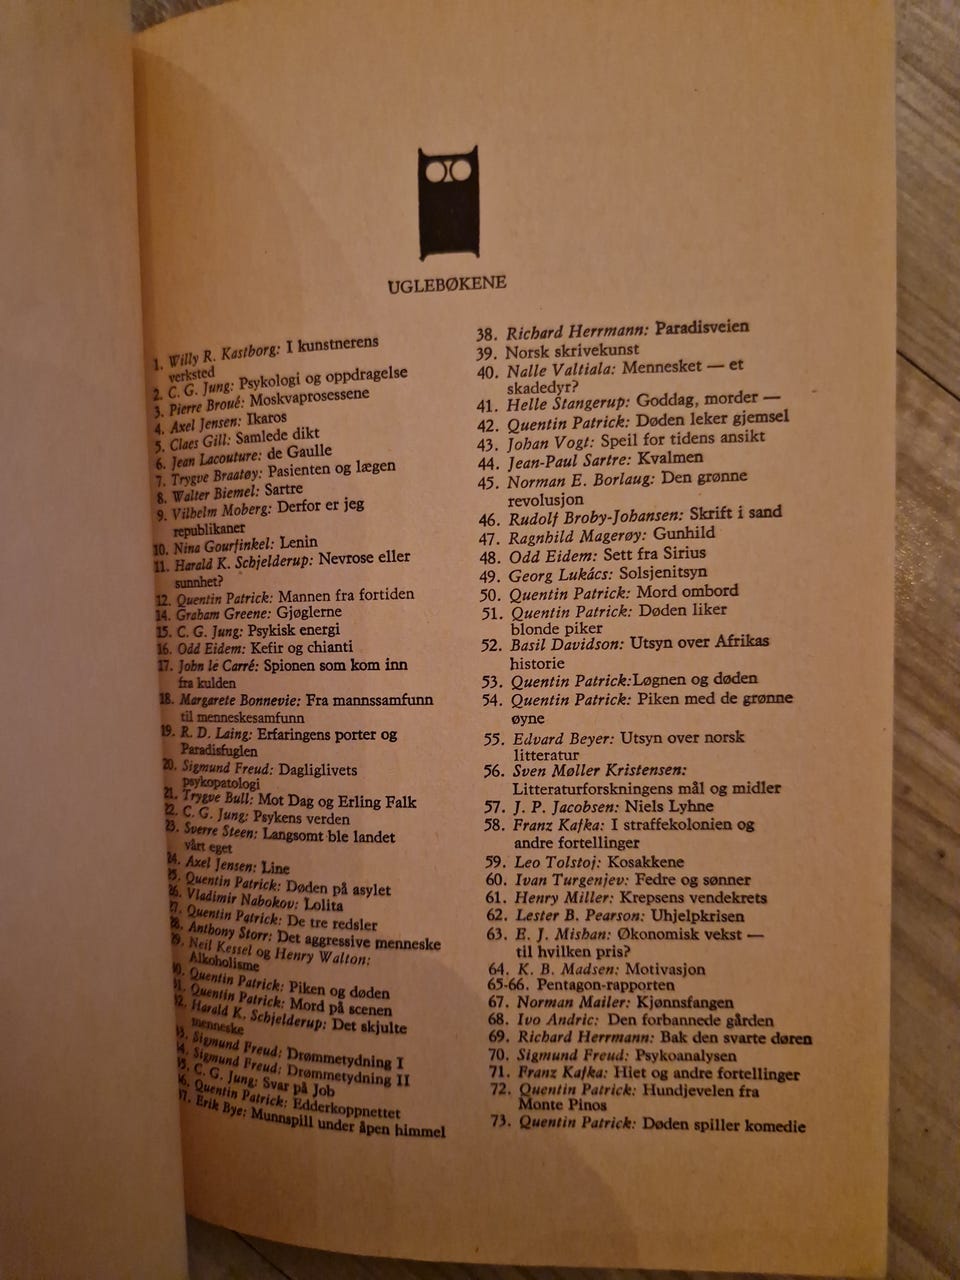 UGLEBØKENE
1. Willy R. Kastborg: I kunstnerens
verksted
2. C. G. Jung: Psykologi og oppdragelse
3. Pierre Broué: Moskvaprosessene
4. Axel Jensen: Ikaros
5. Claes Gill: Samlede dikt
6. Jean Lacouture: de Gaulle
7. Trygve Braatøy: Pasienten og lægen
8. Walter Biemel: Sartre
9. Vilhelm Moberg: Derfor er jeg
republikaner
10. Nina Gourfinkel: Lenin
11. Harald K. Schjelderup: Nevrose eller
sunnhet?
12. Quentin Patrick: Mannen fra fortiden
14. Graham Greene: Gjøglerne
15. C. G. Jung: Psykisk energi
16. Odd Eidem: Kefir og chianti
17. John le Carré: Spionen som kom inn
fra kulden
18. Margarete Bonnevie: Fra mannssamfunn
til menneskesamfunn
19. R. D. Laing: Erfaringens porter og
Paradisfuglen
20. Sigmund Freud: Dagliglivets
psykopatologi
21. Trygve Bull: Mot Dag og Erling Falk
22. C. G. Jung: Psykens verden
23. Sverre Steen: Langsomt ble landet
vårt eget
24. Axel Jensen: Line
25. Quentin Patrick: Døden på asylet
26. Vladimir Nabokov: Lolita
27. Quentin Patrick: De tre redsler
28. Anthony Storr: Det aggressive menneske
29. Neil Kessel og Henry Walton:
Alkoholisme
Quentin Patrick: Piken og døden
Quentin Patrick: Mord på scenen
Harald K. Schjelderup: Det skjulte
menneske
Sigmund Freud: Drømmetydning I
Sigmund Freud: Drømmetydning II
C. G. Jung: Svar på Job
Quentin Patrick: Edderkoppnettet
Erik Bye: Munnspill under åpen himmel
38. Richard Herrmann: Paradisveien
39. Norsk skrivekunst
40. Nalle Valtiala: Mennesket — et
skadedyr?
41. Helle Stangerup: Goddag, morder —
42. Quentin Patrick: Døden leker gjemsel
43. Johan Vogt: Speil for tidens ansikt
44. Jean-Paul Sartre: Kvalmen
45. Norman E. Borlaug: Den grønne
revolusjon
46. Rudolf Broby-Johansen: Skrift i sand
47. Ragnhild Magerøy: Gunhild
48. Odd Eidem: Sett fra Sirius
49. Georg Lukács: Solsjenitsyn
50. Quentin Patrick: Mord ombord
51. Quentin Patrick: Døden liker
blonde piker
52. Basil Davidson: Utsyn over Afrikas
historie
53. Quentin Patrick:Løgnen og døden
54. Quentin Patrick: Piken med de grønne
øyne
55. Edvard Beyer: Utsyn over norsk
litteratur
56. Sven Møller Kristensen:
Litteraturforskningens mål og midler
57. J. P. Jacobsen: Niels Lyhne
58. Franz Kafka: I straffekolonien og
andre fortellinger
59. Leo Tolstoj: Kosakkene
60. Ivan Turgenjev: Fedre og sønner
61. Henry Miller: Krepsens vendekrets
62. Lester B. Pearson: Uhjelpkrisen
63. E. J. Mishan: Økonomisk vekst —
til hvilken pris?
64. K. B. Madsen: Motivasjon
65-66. Pentagon-rapporten
67. Norman Mailer: Kjønnsfangen
68. Ivo Andric: Den forbannede gården
69. Richard Herrmann: Bak den svarte døren
70. Sigmund Freud: Psykoanalysen
71. Franz Kafka: Hiet og andre fortellinger
72. Quentin Patrick: Hundjevelen fra
Monte Pinos
73. Quentin Patrick: Døden spiller komedie